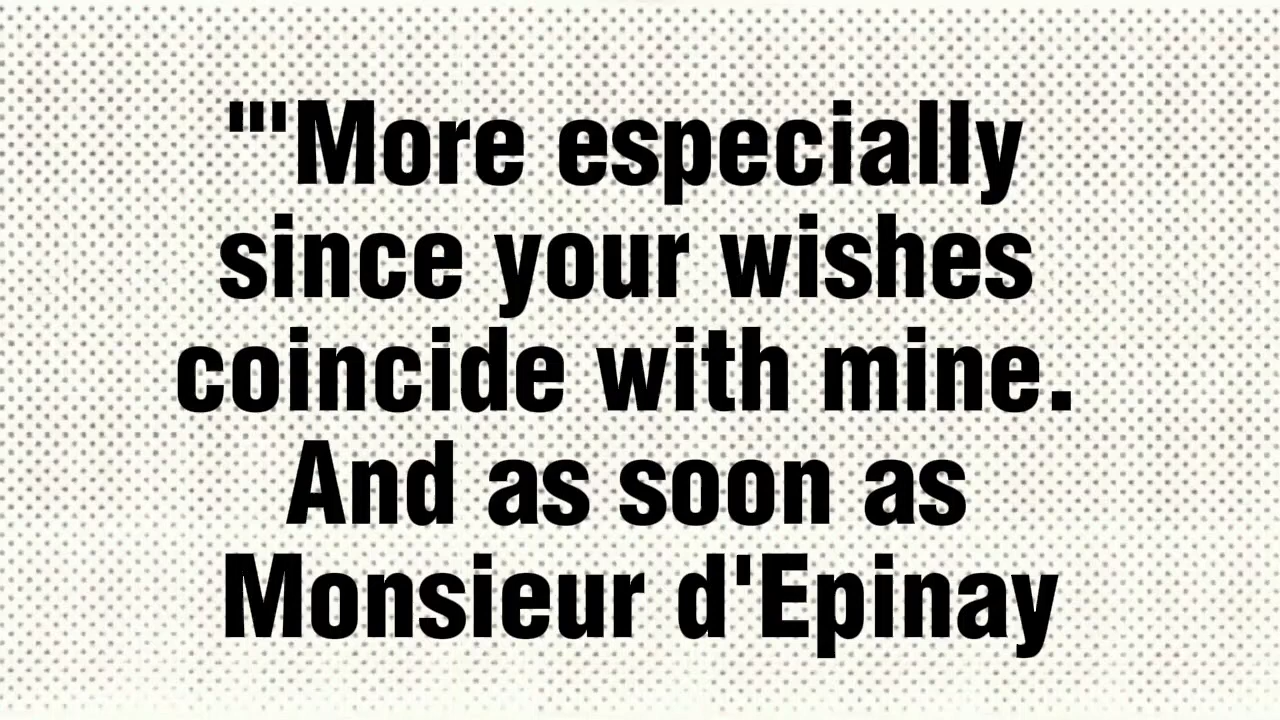 "'More especially
since your wishes
coincide with mine.
And as soon as
Monsieur d'Epinay